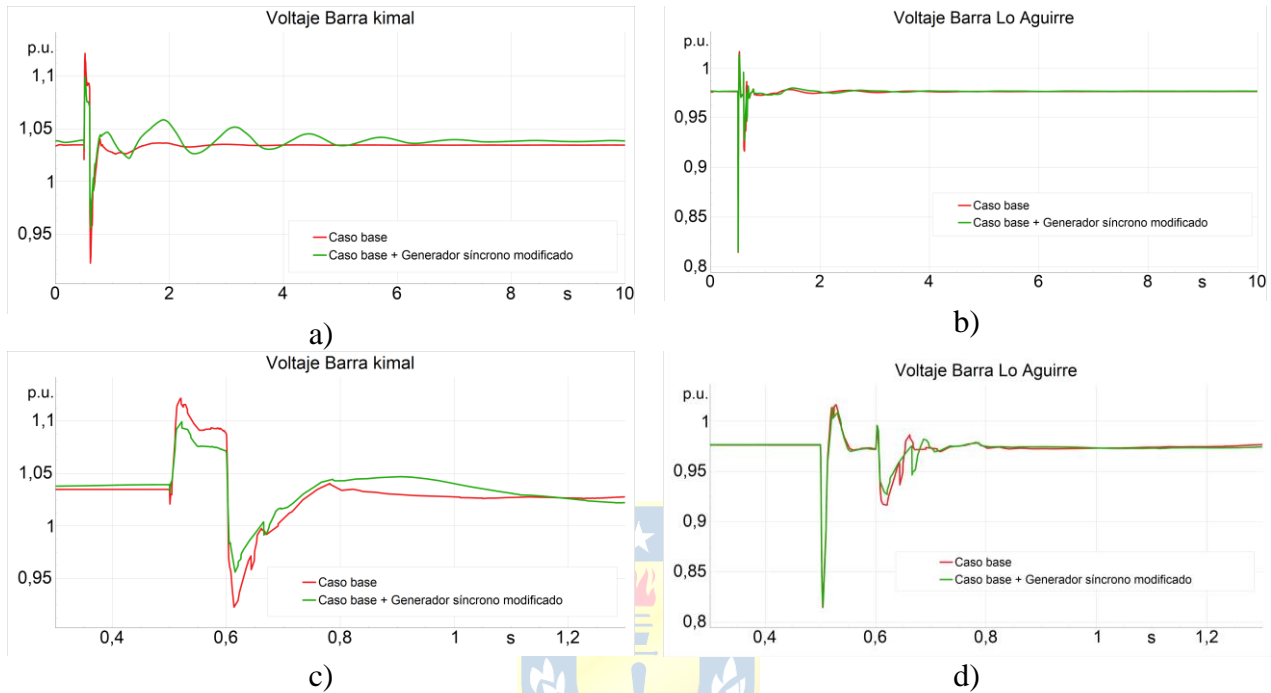 Voltaje Barra kimal
p.u.
1,1
1,05
1
0,95
Caso base
Caso base + Generador síncrono modificado
0 2 4 6 8 s 10
a)
Voltaje Barra Lo Aguirre
p.u.
1
0,95
0,9
0,85
0,8
Caso base
Caso base + Generador síncrono modificado
0 2 4 6 8 s 10
b)
Voltaje Barra kimal
p.u.
1,1
1,05
1
0,95
Caso base
Caso base + Generador síncrono modificado
0,4 0,6 0,8 1 s 1,2
c)
Voltaje Barra Lo Aguirre
p.u.
1
0,95
0,9
0,85
0,8
Caso base
Caso base + Generador síncrono modificado
0,4 0,6 0,8 1 s 1,2
d)